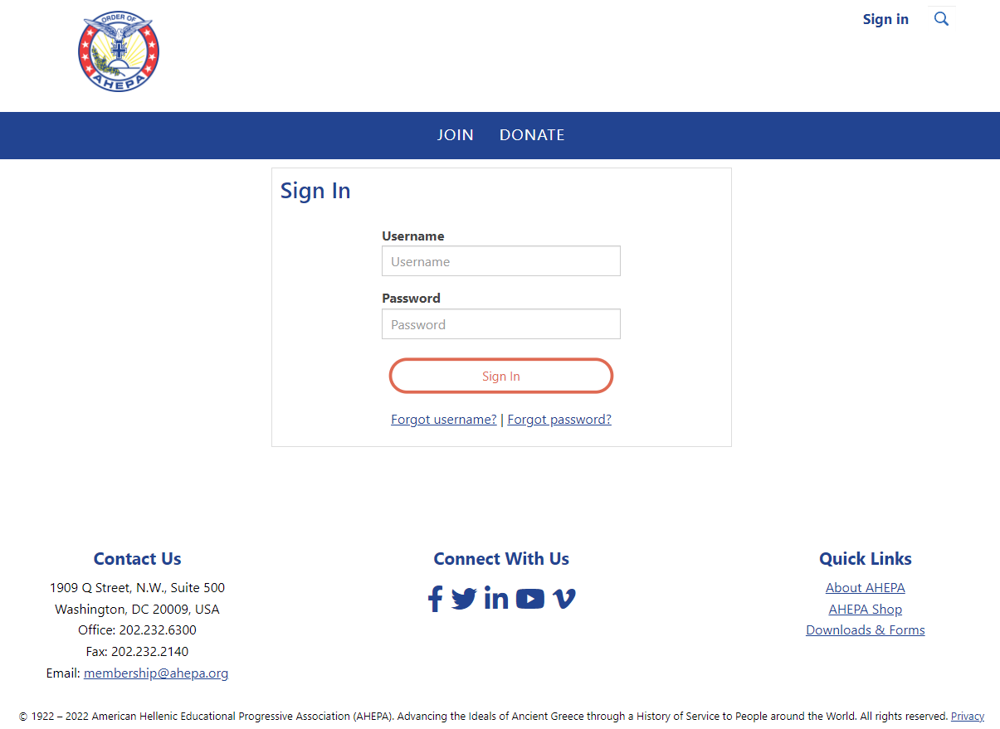 ORDER OF
AHEPA
Sign in
JOIN DONATE
Sign In
Username
Username
Password
Password
Sign In
Forgot username? | Forgot password?
Contact Us
1909 Q Street, N.W., Suite 500
Washington, DC 20009, USA
Office: 202.232.6300
Fax: 202.232.2140
Email: membership@ahepa.org
Connect With Us
Quick Links
About AHEPA
AHEPA Shop
Downloads & Forms
© 1922 – 2022 American Hellenic Educational Progressive Association (AHEPA). Advancing the Ideals of Ancient Greece through a History of Service to People around the World. All rights reserved. Privacy